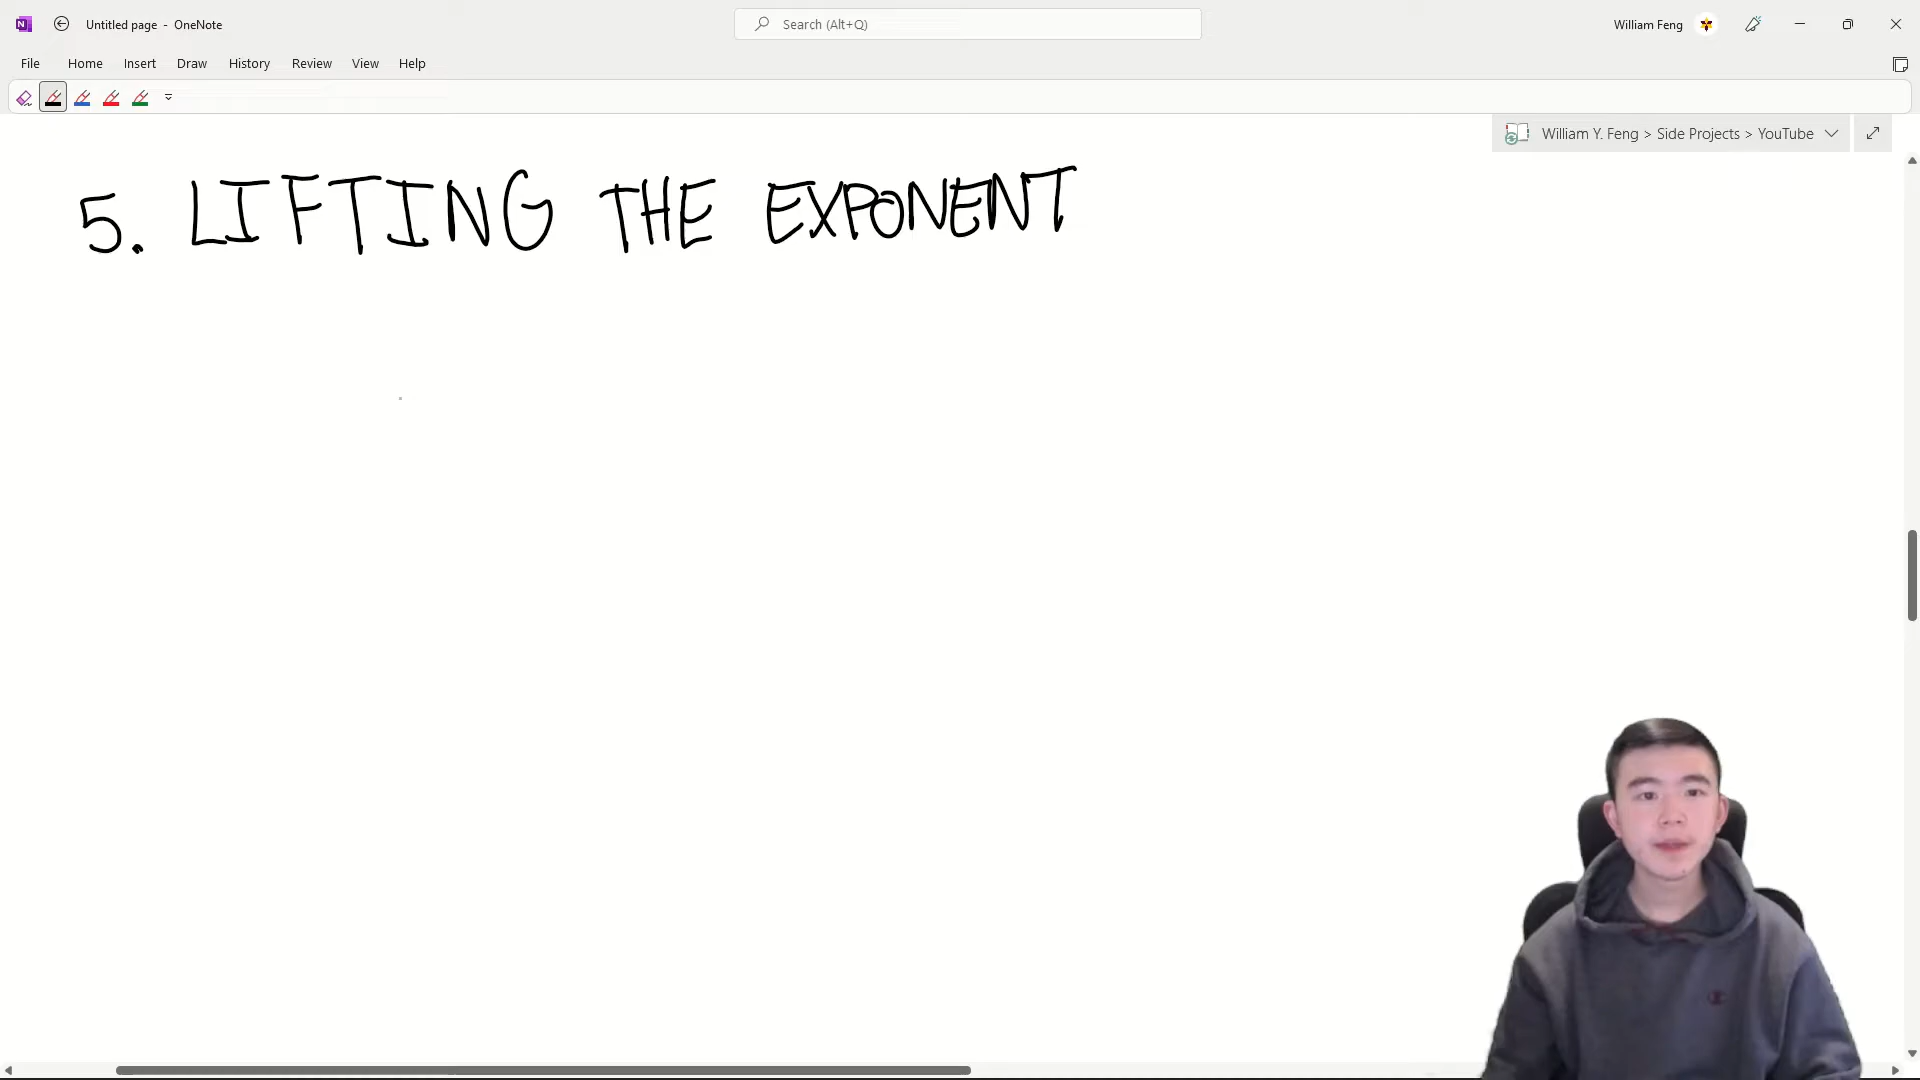 Untitled page - OneNote
Search (Alt+Q)
William Feng
File Home Insert Draw History Review View Help
William Y. Feng > Side Projects > YouTube
5. LIFTING THE EXPONENT